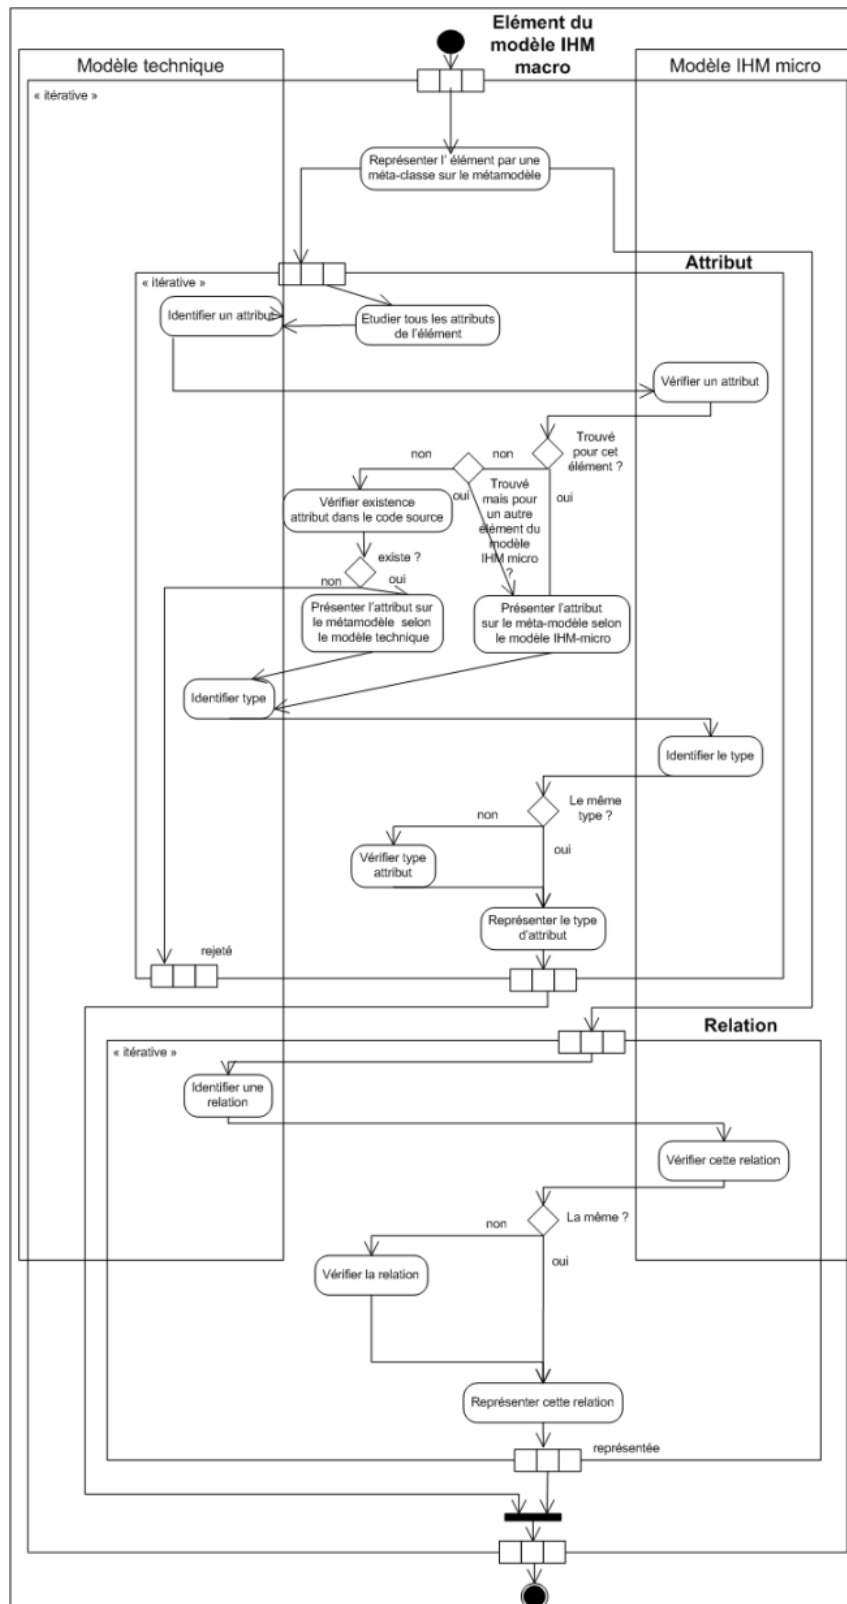 Elément du
modèle IHM
macro
Modèle technique
Modèle IHM micro
« itérative »
Représenter l' élément par une
méta-classe sur le métamodèle
Attribut
« itérative »
Identifier un attribut
Etudier tous les attributs
de l'élément
Vérifier un attribut
Trouvé
pour cet
élément ?
non
non
oui
Trouvé
mais pour
un autre
élément du
modèle
IHM micro
?
oui
Vérifier existence
attribut dans le code source
existe ?
non
oui
Présenter l'attribut sur
le métamodèle selon
le modèle technique
Présenter l'attribut
sur le méta-modèle selon
le modèle IHM-micro
Identifier type
Identifier le type
Le même
type ?
non
oui
Vérifier type
attribut
Représenter le type
d'attribut
rejeté
Relation
« itérative »
Identifier une
relation
Vérifier cette relation
La même ?
non
oui
Vérifier la relation
Représenter cette relation
représentée